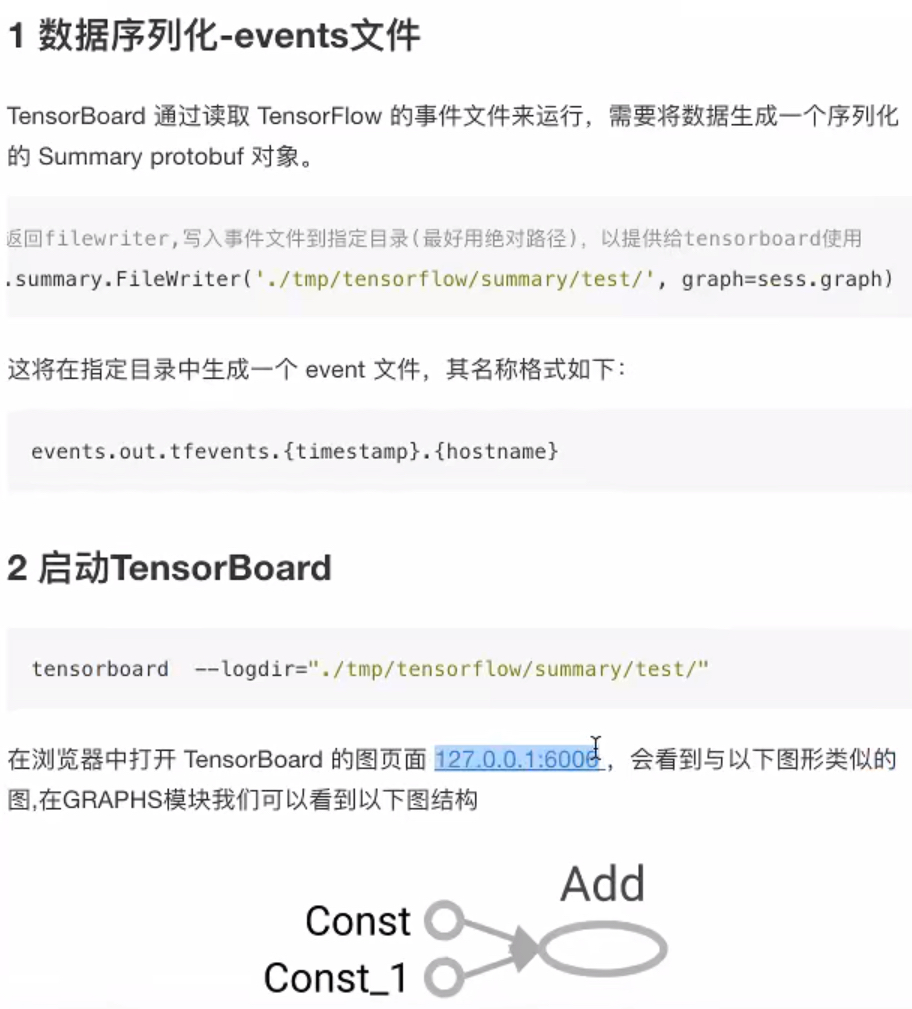 1 数据序列化-events文件
TensorBoard 通过读取 TensorFlow 的事件文件来运行，需要将数据生成一个序列化
的 Summary protobuf 对象。
返回filewriter,写入事件文件到指定目录(最好用绝对路径)，以提供给tensorboard使用
.summary.FileWriter('./tmp/tensorflow/summary/test/', graph=sess.graph)
这将在指定目录中生成一个 event 文件，其名称格式如下：
events.out.tfevents.{timestamp}.{hostname}
2 启动TensorBoard
tensorboard  --logdir="./tmp/tensorflow/summary/test/"
在浏览器中打开 TensorBoard 的图页面 127.0.0.1:6006 ，会看到与以下图形类似的
图,在GRAPHS模块我们可以看到以下图结构
Add
Const
Const_1